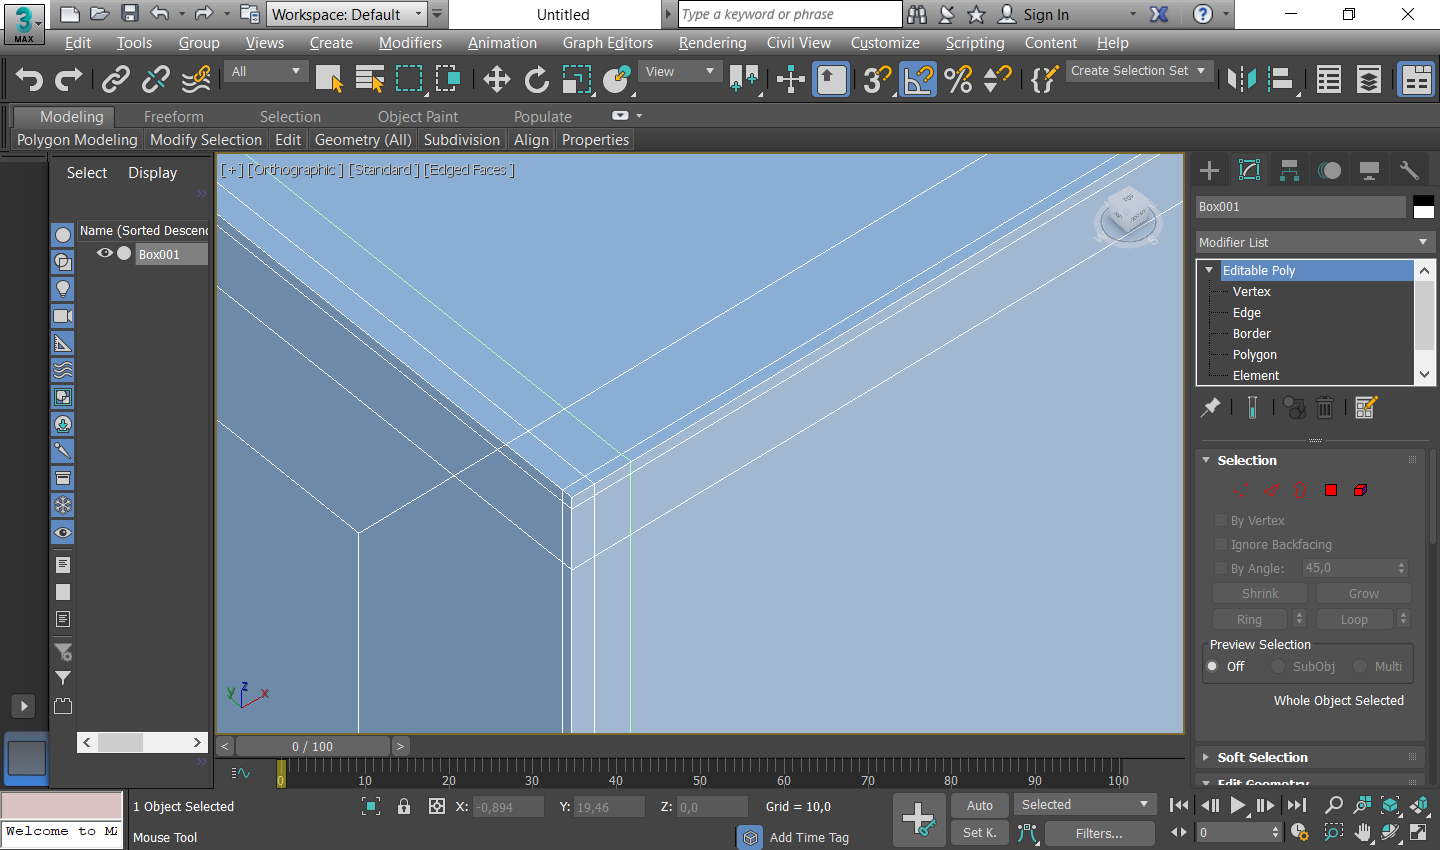 3
MAX
Workspace: Default
Untitled
Type a keyword or phrase
Sign In
Edit
Tools
Group
Views
Create
Modifiers
Animation
Graph Editors
Rendering
Civil View
Customize
Scripting
Content
Help
All
View
3
Create Selection Set
Modeling
Freeform
Selection
Object Paint
Populate
Polygon Modeling
Modify Selection
Edit
Geometry (All)
Subdivision
Align
Properties
Select
Display
Name (Sorted Descend
Box001
[ + ] [Orthographic ] [Standard ] [Edged Faces ]
TOP
z
y
x
Box001
Modifier List
Editable Poly
Vertex
Edge
Border
Polygon
Element
Selection
By Vertex
Ignore Backfacing
By Angle:
45,0
Shrink
Grow
Ring
Loop
Preview Selection
Off
SubObj
Multi
Whole Object Selected
Soft Selection
Edit Geometry
< 0 / 100 >
0 10 20 30 40 50 60 70 80 90 100
Welcome to MA
1 Object Selected
Mouse Tool
X: -0,894
Y: 19,46
Z: 0,0
Grid = 10,0
Add Time Tag
Auto
Selected
Set K.
Filters...
0